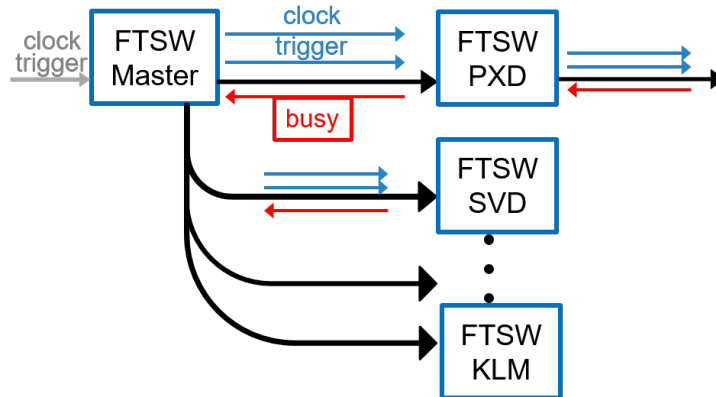 clock
trigger
FTSW
Master
clock
trigger
busy
FTSW
PXD
FTSW
SVD
FTSW
KLM